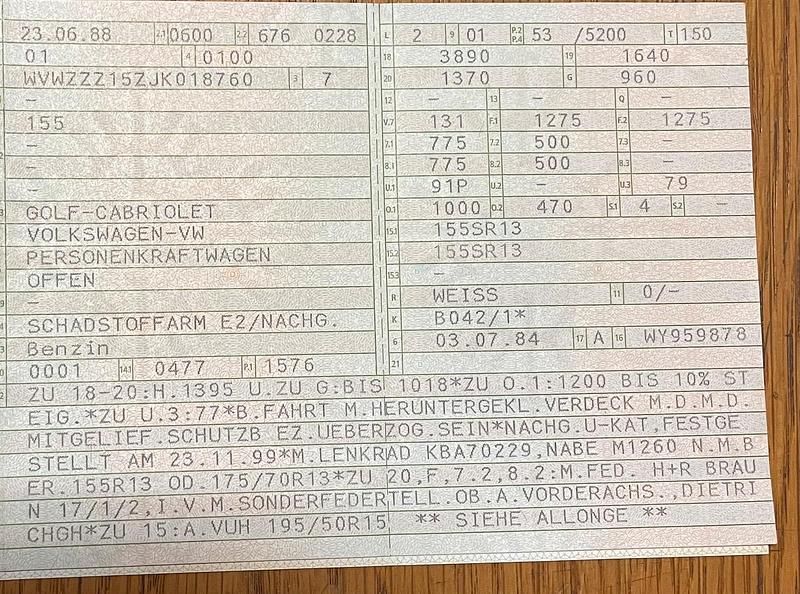 23.06.88 2.1 0600 2.2 676 0228 L 2 9 01 P.2 P.4 53 /5200 T 150
01 4 0100 18 3890 19 1640
WVWZZZ15ZJK018760 3 7 20 1370 G 960
– 12 – 13 – Q –
155 V.7 131 F.1 1275 F.2 1275
– 7.1 775 7.2 500 7.3 –
– 8.1 775 8.2 500 8.3 –
– U.1 91P U.2 – U.3 79
GOLF-CABRIOLET O.1 1000 O.2 470 S.1 4 S.2 –
VOLKSWAGEN-VW 15.1 155SR13
PERSONENKRAFTWAGEN 15.2 155SR13
OFFEN 15.3 –
– R WEISS 11 0/–
SCHADSTOFFARM E2/NACHG. K B042/1*
Benzin 6 03.07.84 17 A 16 WY959878
0001 14.1 0477 P.1 1576 21
ZU 18-20:H.1395 U.ZU G:BIS 1018*ZU O.1:1200 BIS 10% ST
EIG.*ZU U.3:77*B.FAHRT M.HERUNTERGEKL.VERDECK M.D.M.D.
MITGELIEF.SCHUTZB EZ.UEBERZOG.SEIN*NACHG.U-KAT,FESTGE
STELLT AM 23.11.99*M.LENKRAD KBA70229,NABE M1260 N.M.B
ER.155R13 OD.175/70R13*ZU 20,F,7.2,8.2:M.FED. H+R BRAU
N 17/1/2,I.V.M.SONDERFEDERTELL.OB.A.VORDERACHS.,DIETRI
CHGH*ZU 15:A.VUH 195/50R15 ** SIEHE ALLONGE **